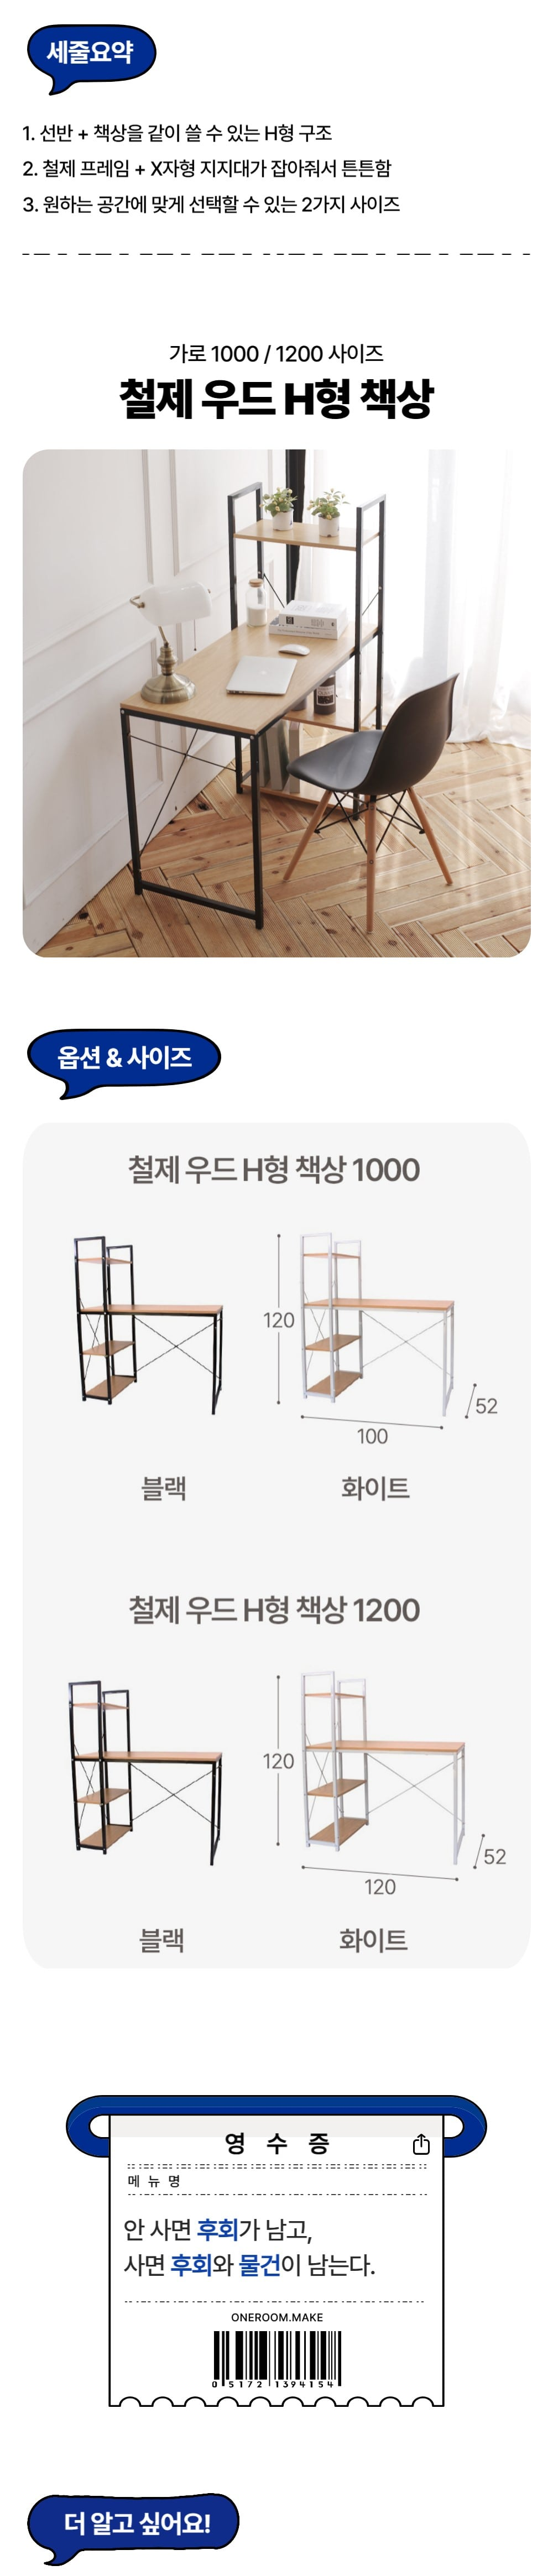 세줄요약
1. 선반 + 책상을 같이 쓸 수 있는 H형 구조
2. 철제 프레임 + X자형 지지대가 잡아줘서 튼튼함
3. 원하는 공간에 맞게 선택할 수 있는 2가지 사이즈
가로 1000 / 1200 사이즈
철제 우드 H형 책상
옵션 & 사이즈
철제 우드 H형 책상 1000
120
52
100
블랙
화이트
철제 우드 H형 책상 1200
120
52
120
블랙
화이트
영 수 증
메 뉴 명
안 사면 후회가 남고,
사면 후회와 물건이 남는다.
ONEROOM.MAKE
0 5172 1394154
더 알고 싶어요!